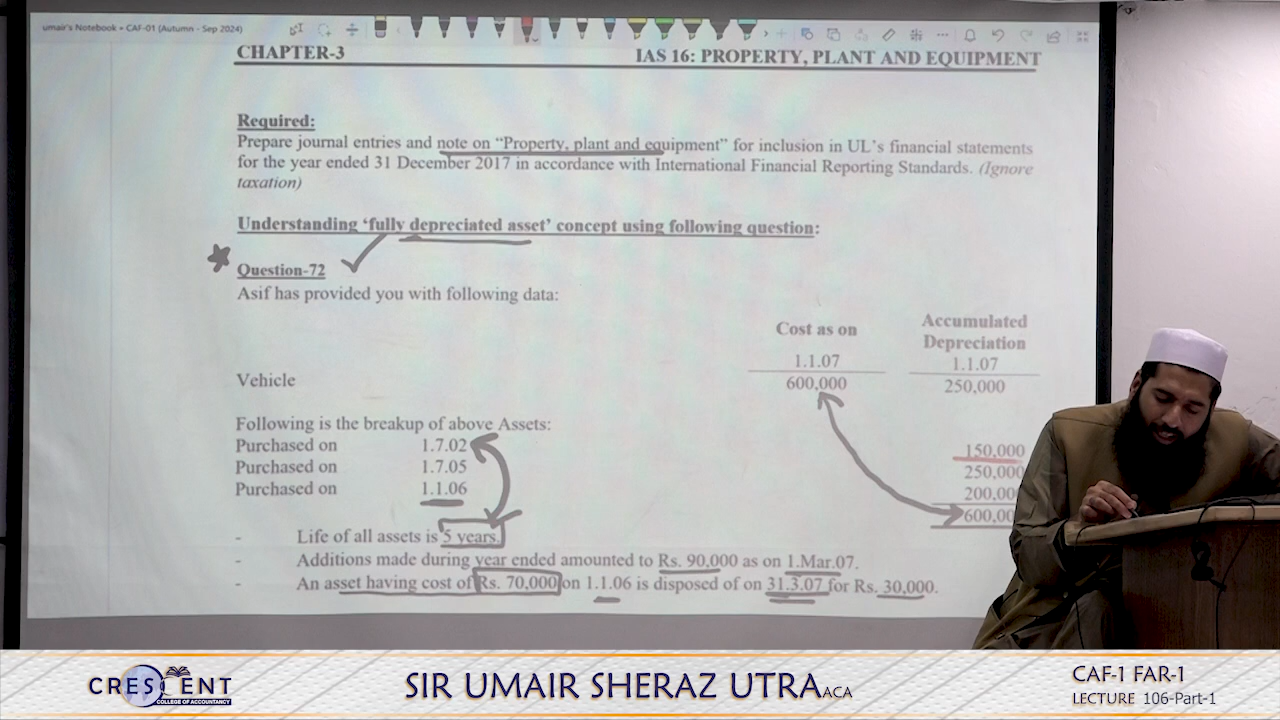 umair's Notebook • CAF-01 (Autumn - Sep 2024)
CHAPTER-3 IAS 16: PROPERTY, PLANT AND EQUIPMENT
Required:
Prepare journal entries and note on “Property, plant and equipment” for inclusion in UL’s financial statements
for the year ended 31 December 2017 in accordance with International Financial Reporting Standards. (Ignore
taxation)
Understanding ‘fully depreciated asset’ concept using following question:
Question-72
Asif has provided you with following data:
Cost as on Accumulated
Depreciation
1.1.07 1.1.07
Vehicle 600,000 250,000
Following is the breakup of above Assets:
Purchased on 1.7.02 150,000
Purchased on 1.7.05 250,000
Purchased on 1.1.06 200,00
600,00
- Life of all assets is 5 years.
- Additions made during year ended amounted to Rs. 90,000 as on 1.Mar.07.
- An asset having cost of Rs. 70,000 on 1.1.06 is disposed of on 31.3.07 for Rs. 30,000.
CRESCENT
COLLEGE OF ACCOUNTANCY
SIR UMAIR SHERAZ UTRA ACA
CAF-1 FAR-1
LECTURE 106-Part-1